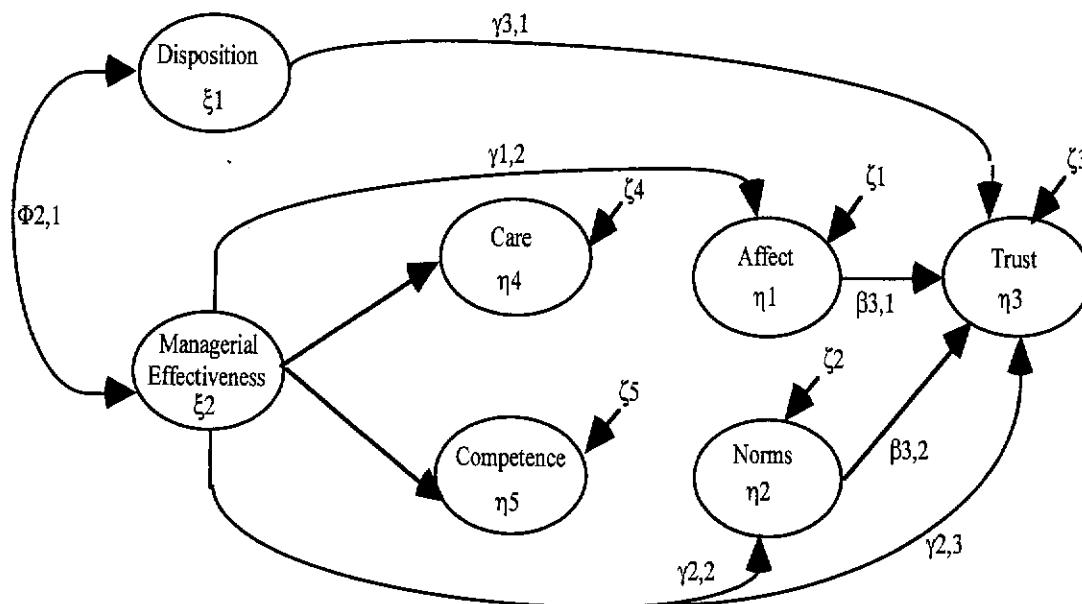 γ3,1
Disposition
ξ1
γ1,2
ζ4
ζ1
ζ3
Φ2,1
Care
η4
Affect
η1
Trust
η3
β3,1
Managerial
Effectiveness
ξ2
ζ2
ζ5
Competence
η5
Norms
η2
β3,2
γ2,2
γ2,3